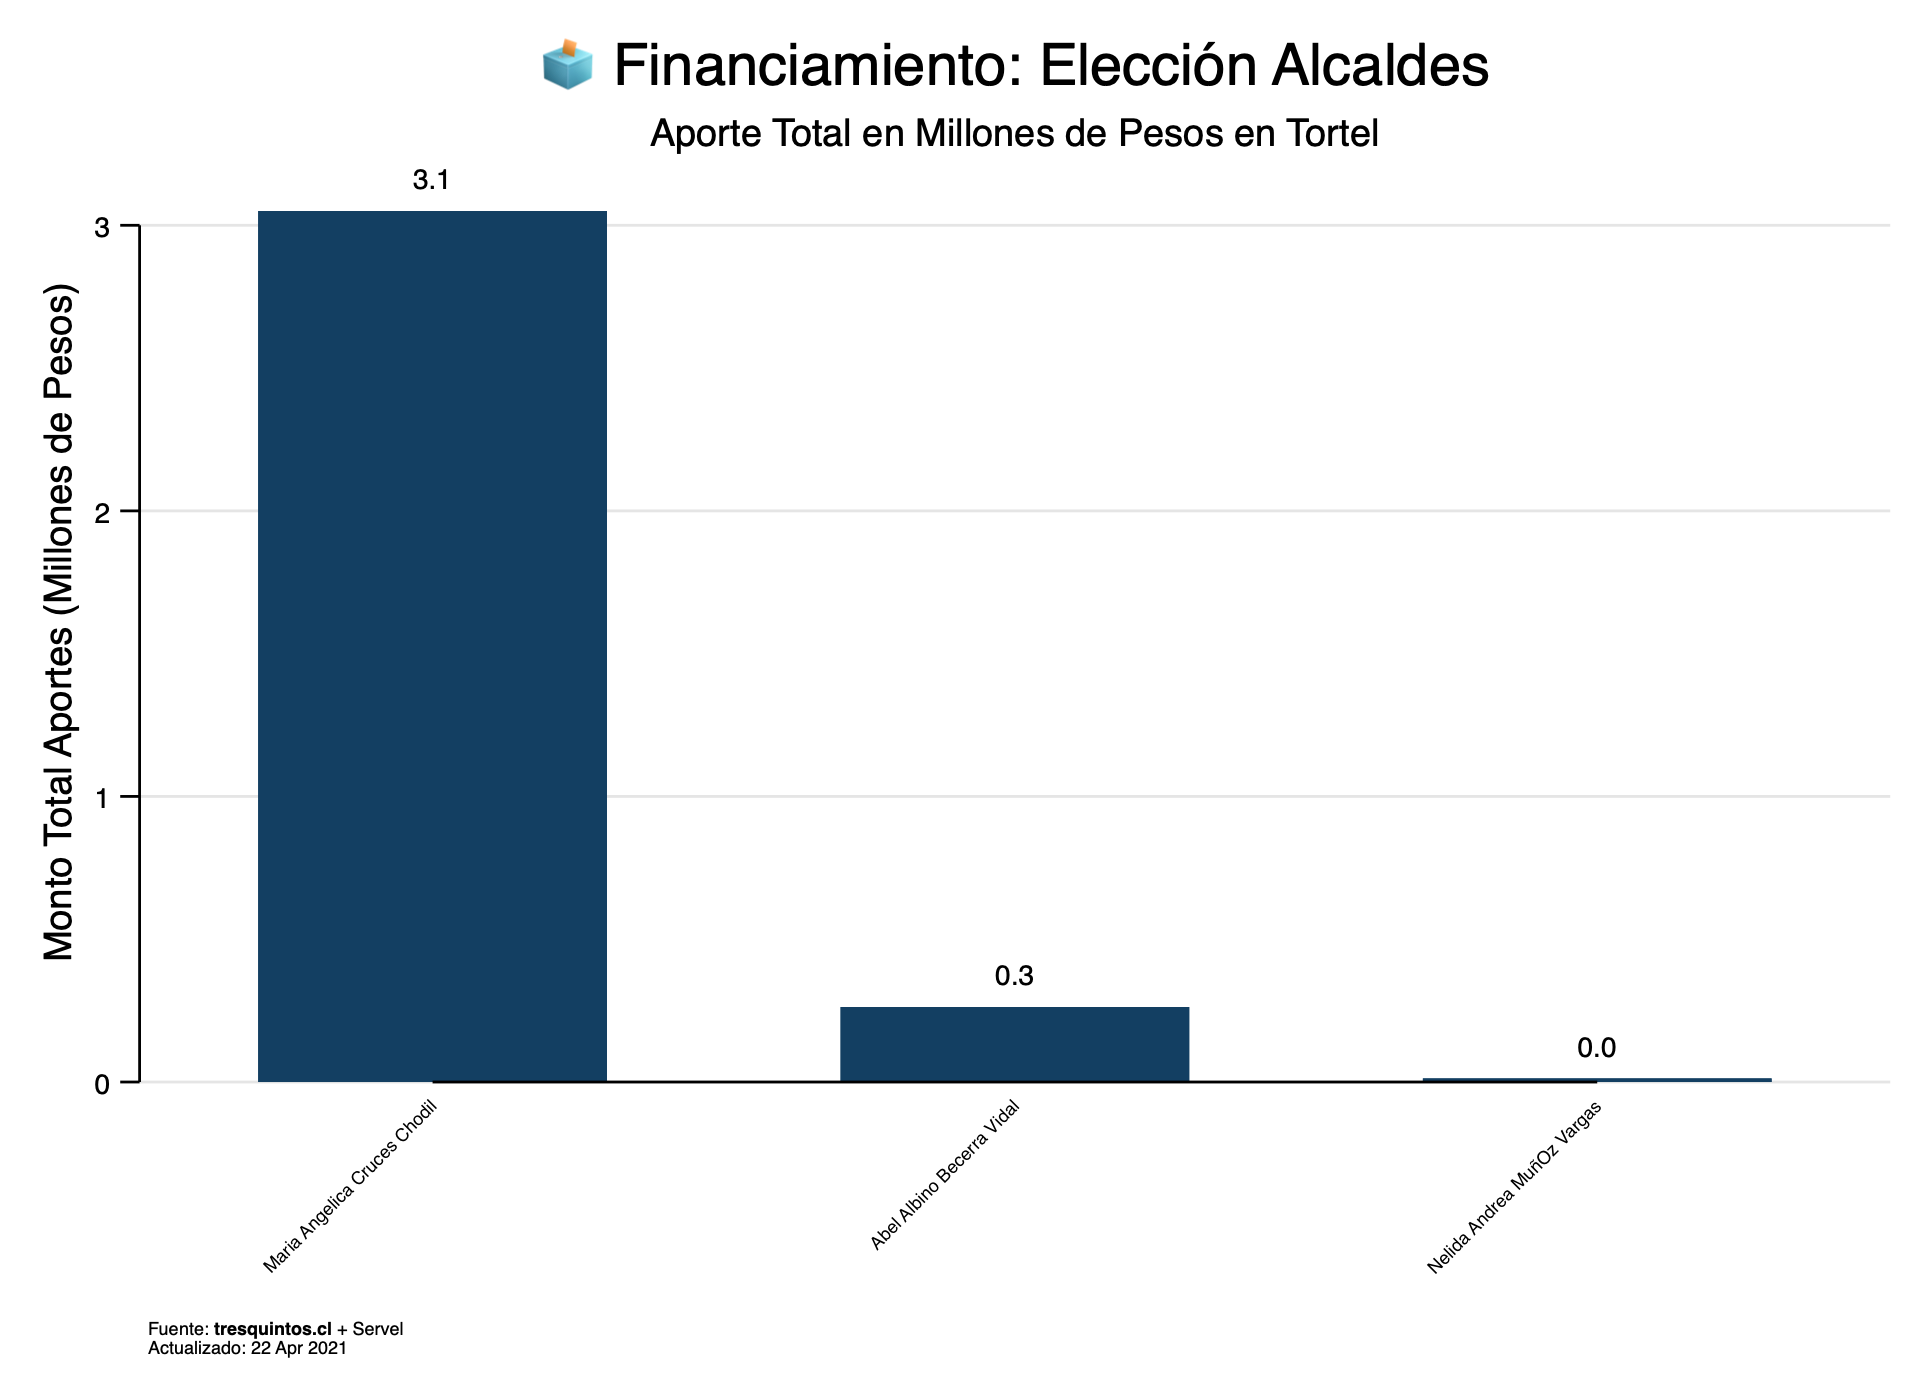 Financiamiento: Elección Alcaldes
Aporte Total en Millones de Pesos en Tortel
Monto Total Aportes (Millones de Pesos)
3
2
1
0
3.1
0.3
0.0
Maria Angelica Cruces Chodil
Abel Albino Becerra Vidal
Nelida Andrea MuñOz Vargas
Fuente: tresquintos.cl + Servel
Actualizado: 22 Apr 2021